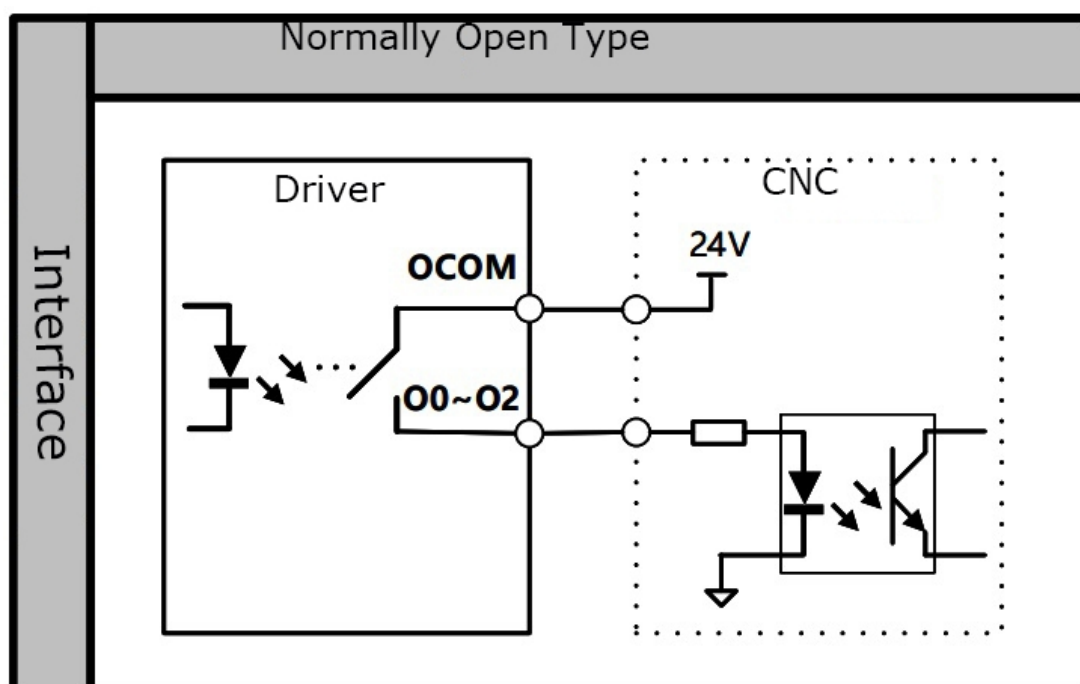 Normally Open Type
Interface
Driver
CNC
24V
OCOM
O0~O2